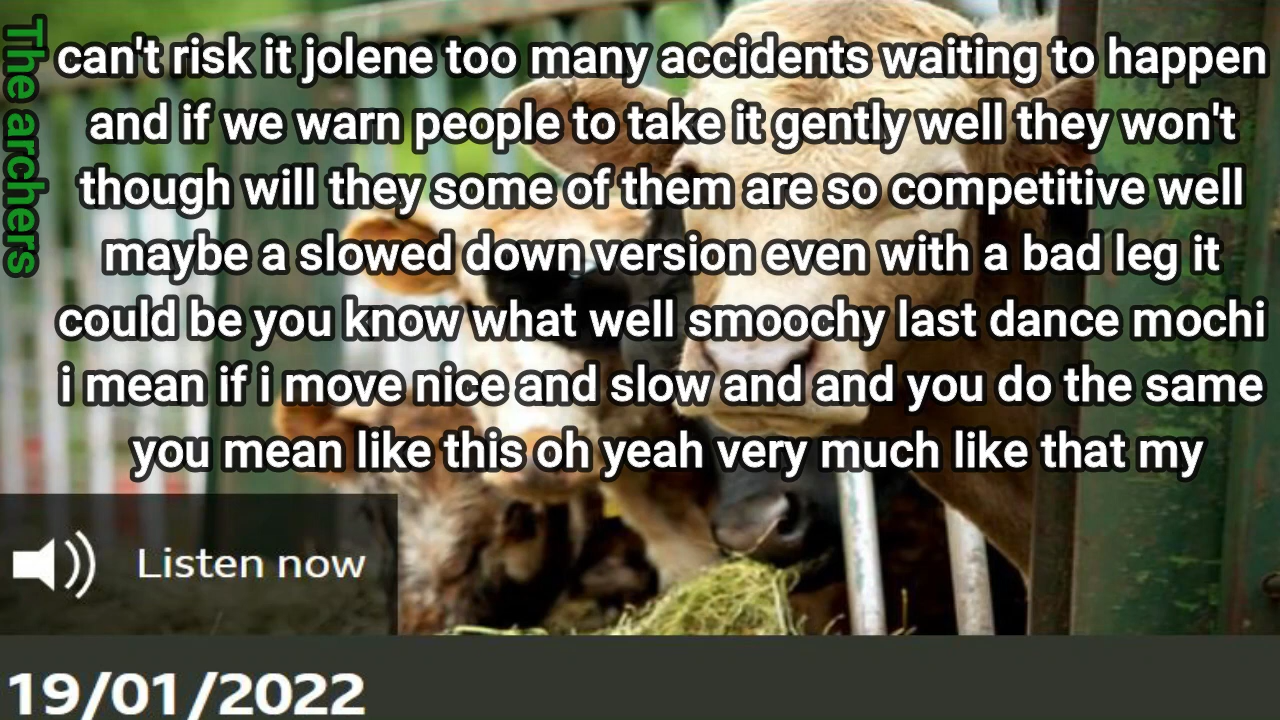 The archers
can't risk it jolene too many accidents waiting to happen
and if we warn people to take it gently well they won't
though will they some of them are so competitive well
maybe a slowed down version even with a bad leg it
could be you know what well smoochy last dance mochi
i mean if i move nice and slow and and you do the same
you mean like this oh yeah very much like that my
Listen now
19/01/2022